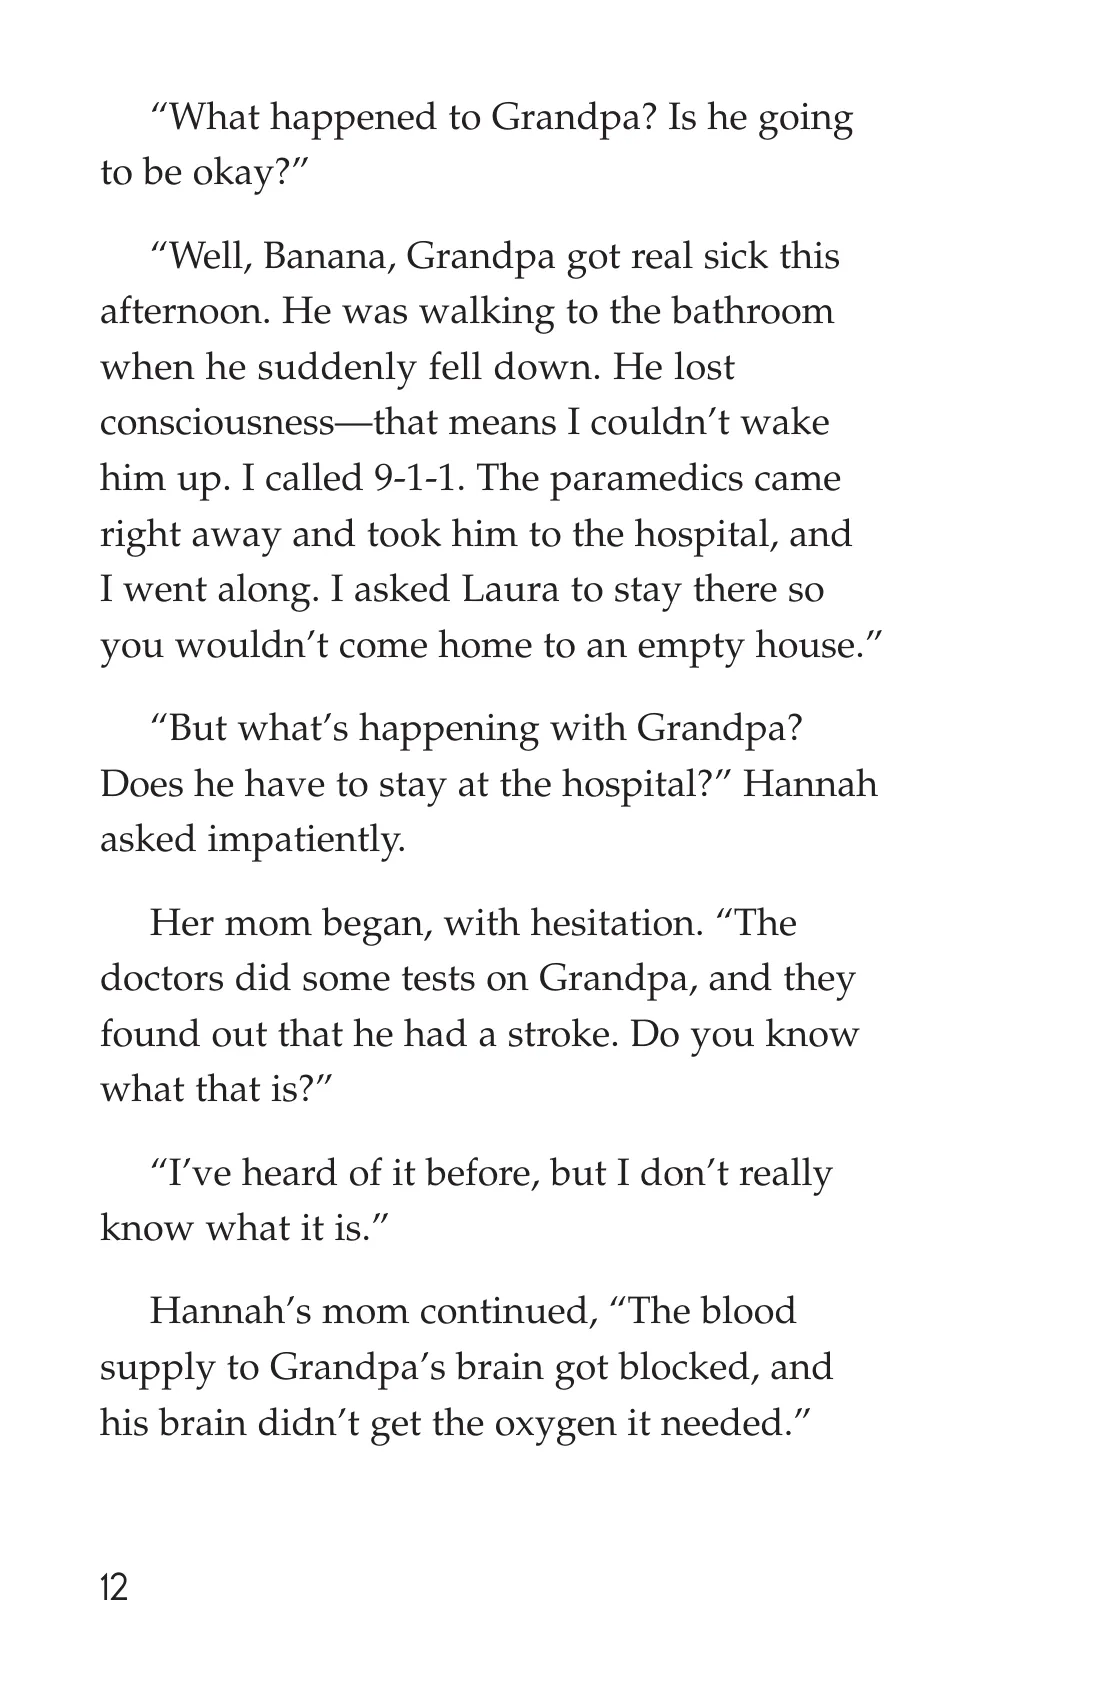 “What happened to Grandpa? Is he going
to be okay?”
“Well, Banana, Grandpa got real sick this
afternoon. He was walking to the bathroom
when he suddenly fell down. He lost
consciousness—that means I couldn’t wake
him up. I called 9-1-1. The paramedics came
right away and took him to the hospital, and
I went along. I asked Laura to stay there so
you wouldn’t come home to an empty house.”
“But what’s happening with Grandpa?
Does he have to stay at the hospital?” Hannah
asked impatiently.
Her mom began, with hesitation. “The
doctors did some tests on Grandpa, and they
found out that he had a stroke. Do you know
what that is?”
“I’ve heard of it before, but I don’t really
know what it is.”
Hannah’s mom continued, “The blood
supply to Grandpa’s brain got blocked, and
his brain didn’t get the oxygen it needed.”
12